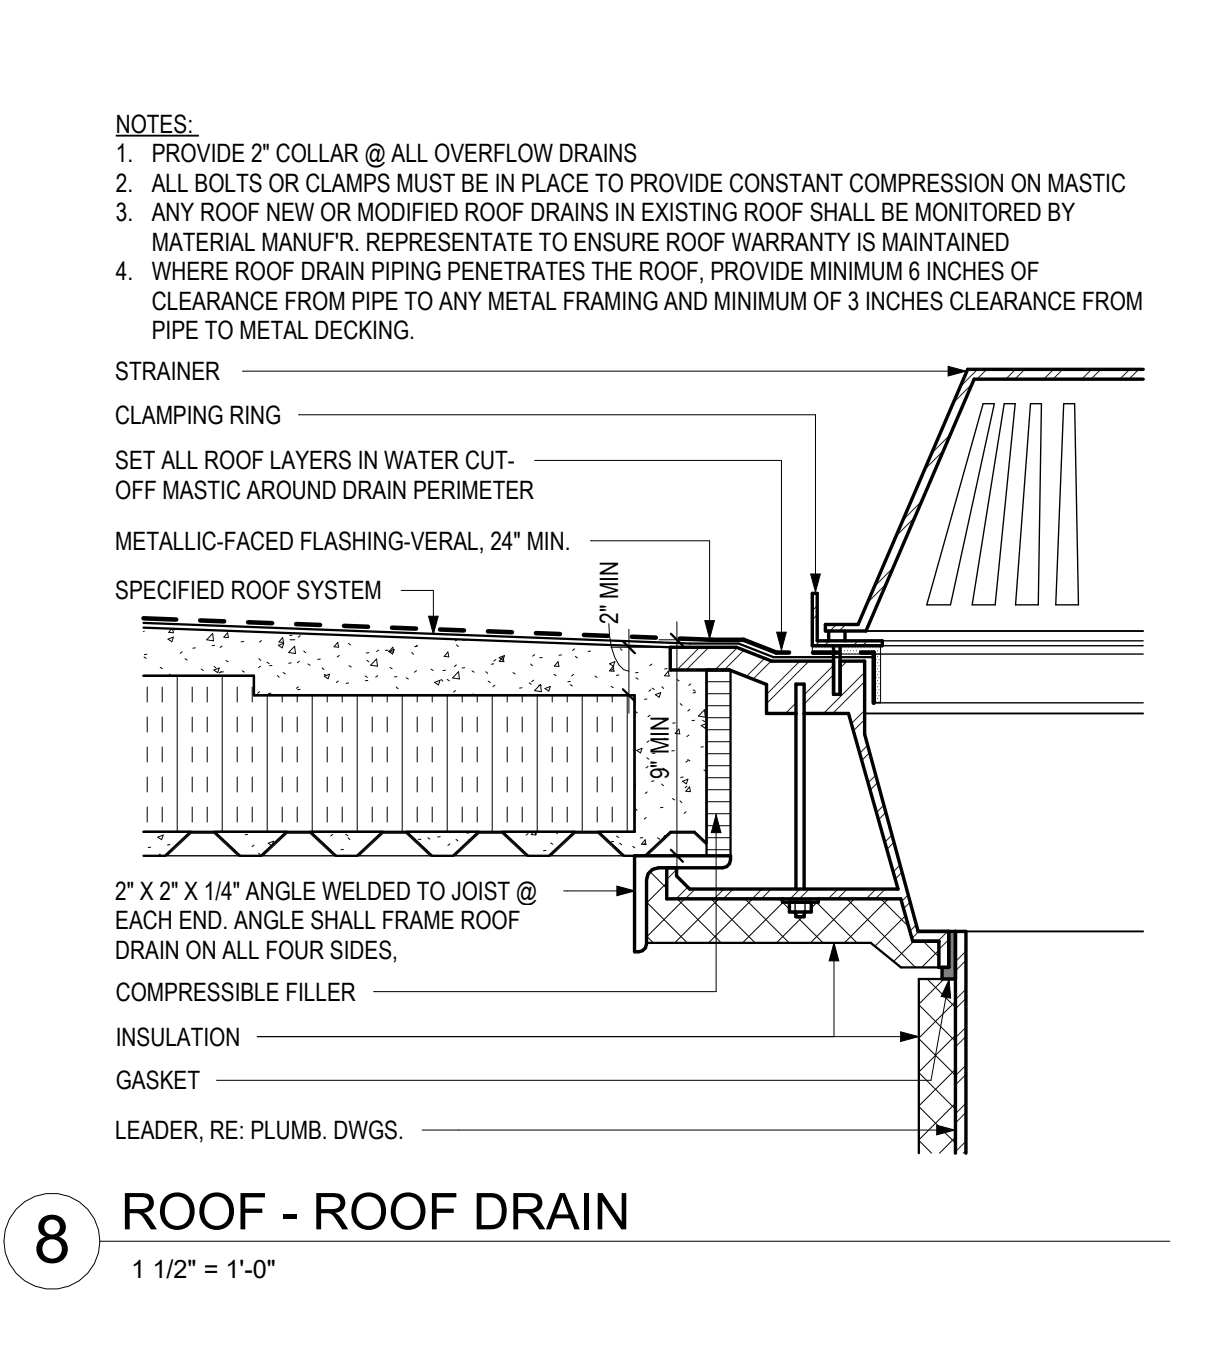 NOTES:
1. PROVIDE 2" COLLAR @ ALL OVERFLOW DRAINS
2. ALL BOLTS OR CLAMPS MUST BE IN PLACE TO PROVIDE CONSTANT COMPRESSION ON MASTIC
3. ANY ROOF NEW OR MODIFIED ROOF DRAINS IN EXISTING ROOF SHALL BE MONITORED BY
MATERIAL MANUF'R. REPRESENTATE TO ENSURE ROOF WARRANTY IS MAINTAINED
4. WHERE ROOF DRAIN PIPING PENETRATES THE ROOF, PROVIDE MINIMUM 6 INCHES OF
CLEARANCE FROM PIPE TO ANY METAL FRAMING AND MINIMUM OF 3 INCHES CLEARANCE FROM
PIPE TO METAL DECKING.
STRAINER
CLAMPING RING
SET ALL ROOF LAYERS IN WATER CUT-
OFF MASTIC AROUND DRAIN PERIMETER
METALLIC-FACED FLASHING-VERAL, 24" MIN.
SPECIFIED ROOF SYSTEM
2" MIN
9" MIN
2" X 2" X 1/4" ANGLE WELDED TO JOIST @
EACH END. ANGLE SHALL FRAME ROOF
DRAIN ON ALL FOUR SIDES,
COMPRESSIBLE FILLER
INSULATION
GASKET
LEADER, RE: PLUMB. DWGS.
8
ROOF - ROOF DRAIN
1 1/2" = 1'-0"